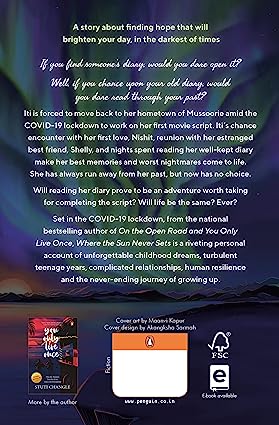 A story about finding hope that will
brighten your day, in the darkest of times
If you find someone's diary, would you dare open it?
Well, if you chance upon your old diary, would
you dare read through your past?
Iti is forced to move back to her hometown of Mussoorie amid the
COVID-19 lockdown to work on her first movie script. Iti's chance
encounter with her first love, Nishit, reunion with her estranged
best friend, Shelly, and nights spent reading her well-kept diary
make her best memories and worst nightmares come to life.
She has always run away from her past, but now has no choice.
Will reading her diary prove to be an adventure worth taking
for completing the script? Will life be the same? Ever?
Set in the COVID-19 lockdown, from the national
bestselling author of On the Open Road and You Only
Live Once, Where the Sun Never Sets is a riveting personal
account of unforgettable childhood dreams, turbulent
teenage years, complicated relationships, human resilience
and the never-ending journey of growing up.
you
only
live
once
STUTI CHANGLE
More by the author
Cover art by Maanvi Kapur
Cover design by Akangksha Sarmah
Fiction
www.penguin.co.in
FSC
e
E-book available